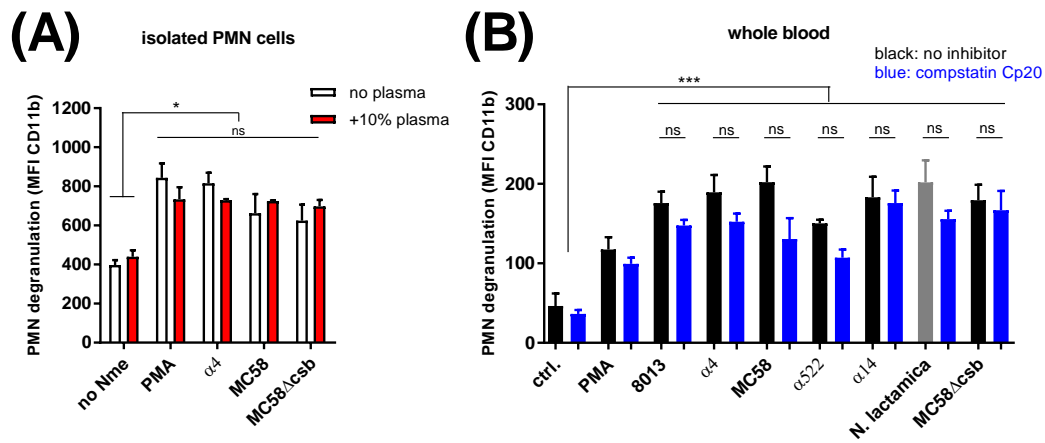 (A)
isolated PMN cells
no plasma
+10% plasma
PMN degranulation (MFI CD11b)
1200
1000
800
600
400
200
0
*
ns
no Nme
PMA
α4
MC58
MC58Δcsb
(B)
whole blood
black: no inhibitor
blue: compstatin Cp20
PMN degranulation (MFI CD11b)
300
200
100
0
***
ns ns ns ns ns ns ns
ctrl.
PMA
8013
α4
MC58
α522
α14
N. lactamica
MC58Δcsb